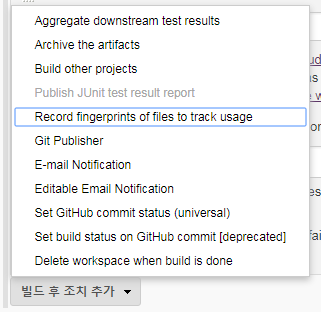 Aggregate downstream test results
Archive the artifacts
Build other projects
Publish JUnit test result report
Record fingerprints of files to track usage
Git Publisher
E-mail Notification
Editable Email Notification
Set GitHub commit status (universal)
Set build status on GitHub commit [deprecated]
Delete workspace when build is done
빌드 후 조치 추가